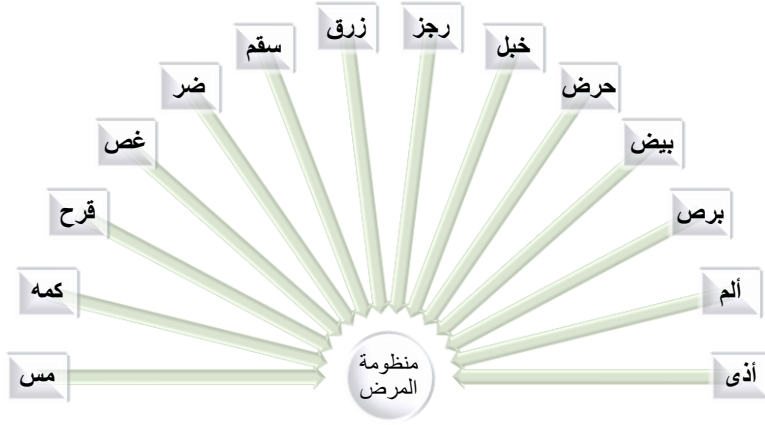 أذى
ألم
برص
بيض
حرض
خبل
رجز
زرق
سقم
ضر
غص
قرح
كمه
مس
منظومة
المرض